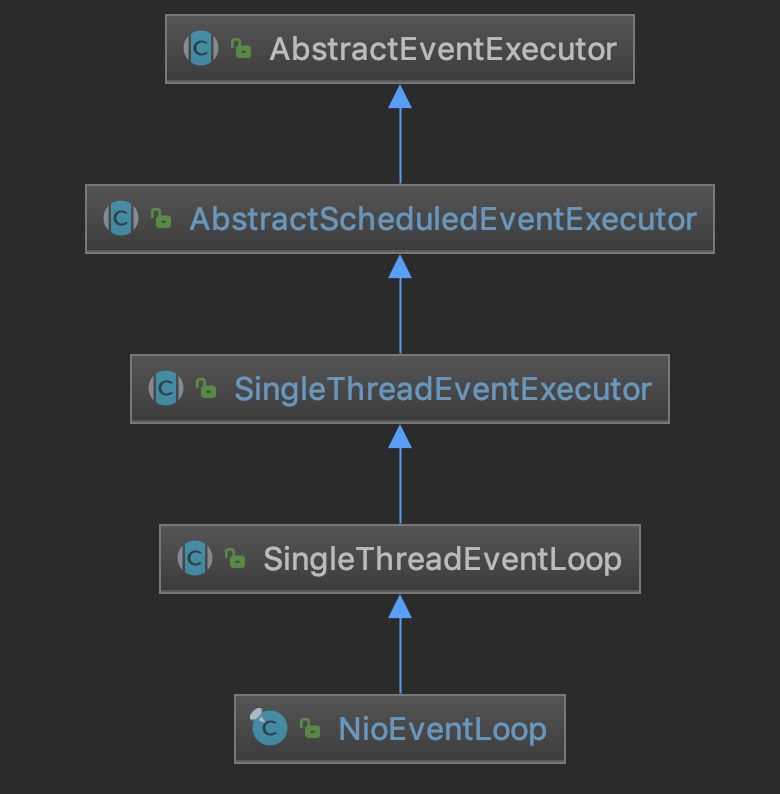 AbstractEventExecutor
AbstractScheduledEventExecutor
SingleThreadEventExecutor
SingleThreadEventLoop
NioEventLoop